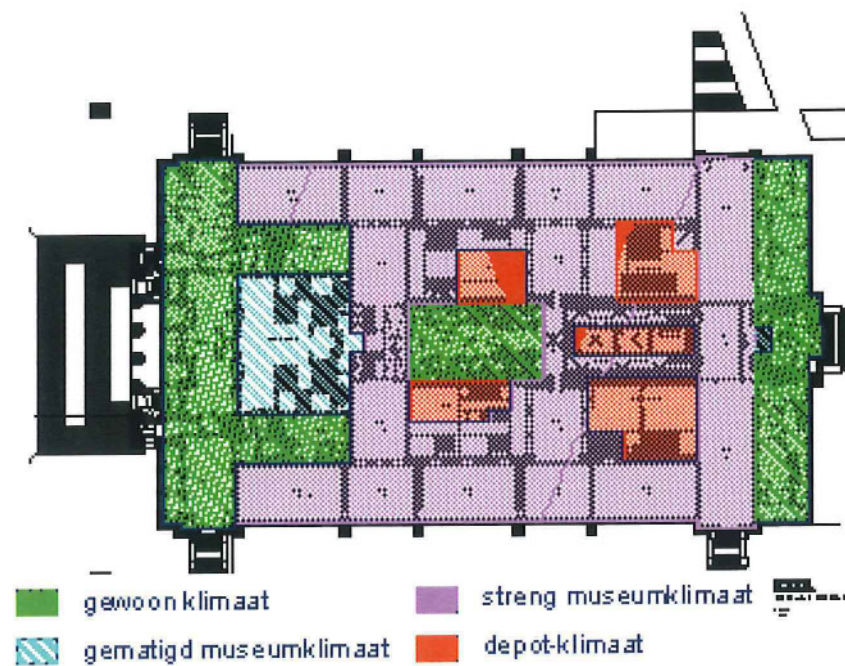 gewoon klimaat
streng museumklimaat
gematigd museumklimaat
depot-klimaat